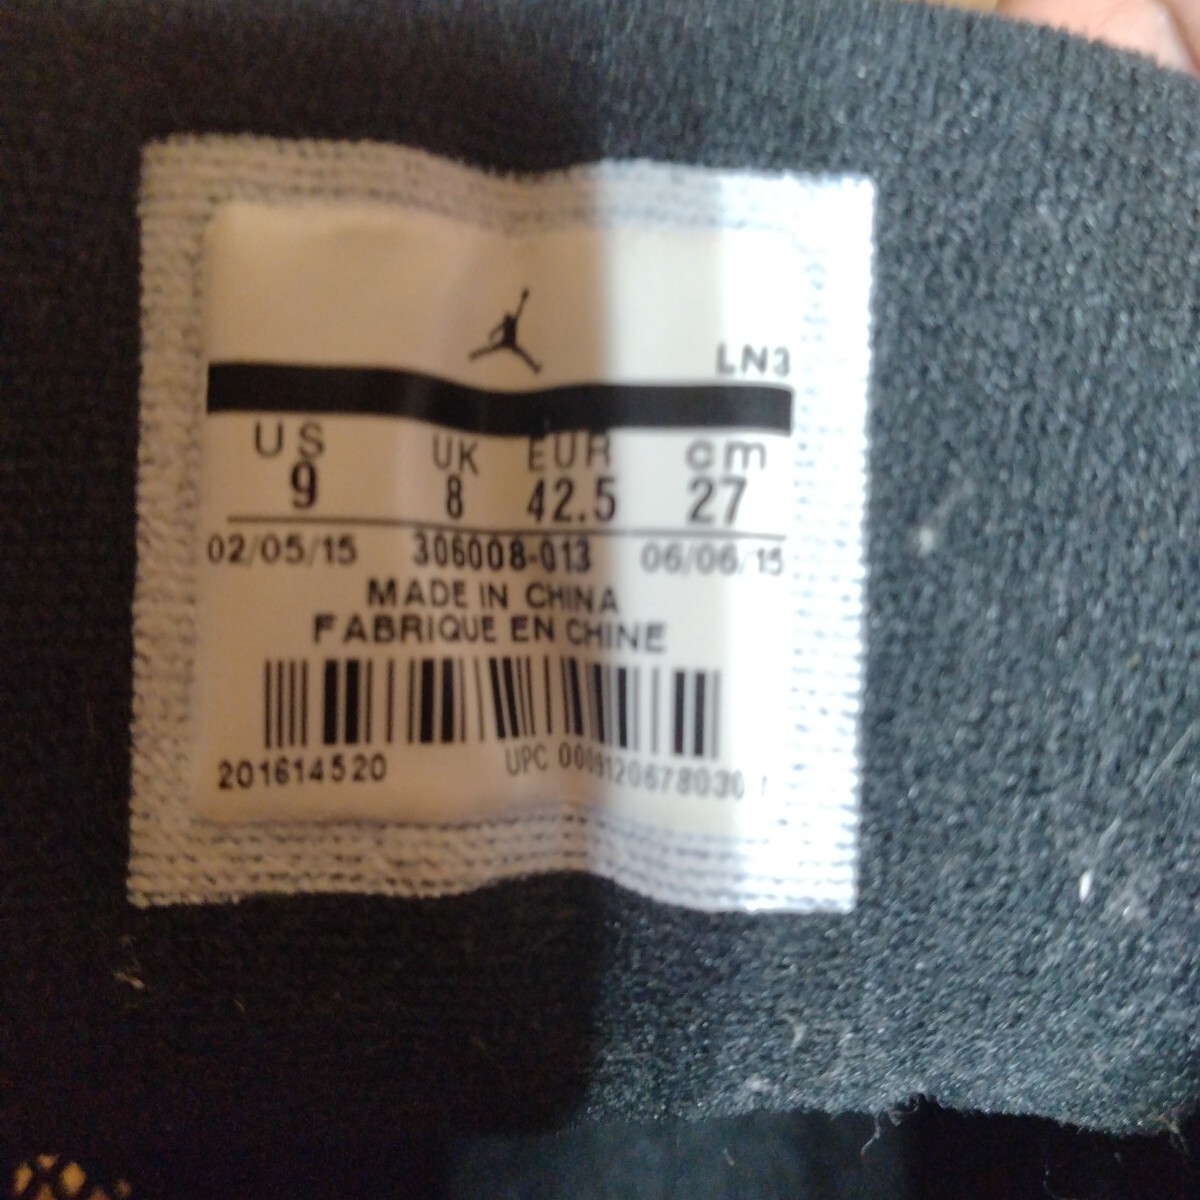 LN3
US UK EUR cm
9 8 42.5 27
02/05/15 306008-013 06/06/15
MADE IN CHINA
FABRIQUE EN CHINE
201614520 UPC